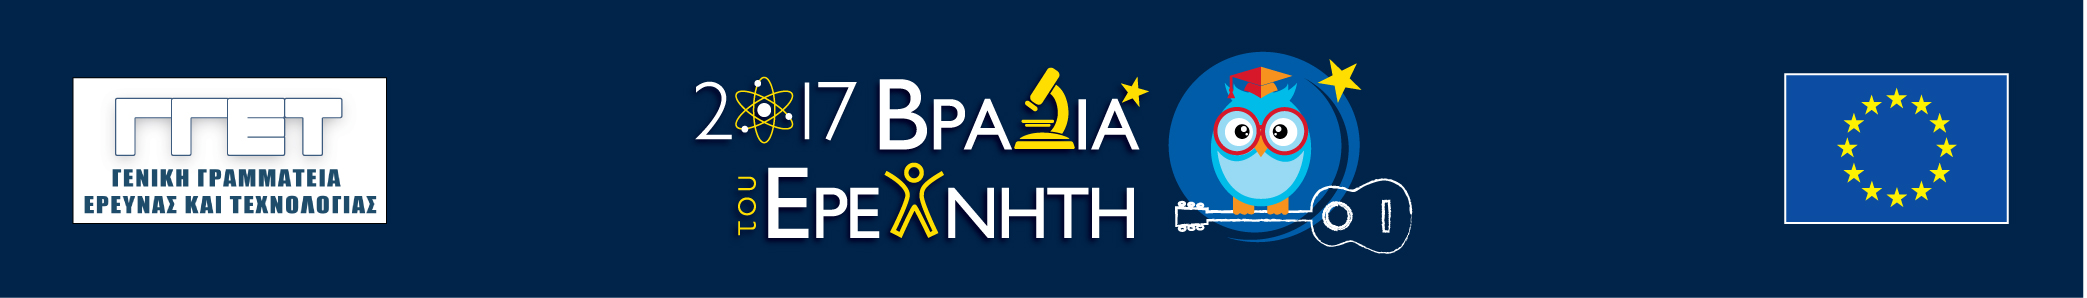 ΓΓΕΤ
ΓΕΝΙΚΗ ΓΡΑΜΜΑΤΕΙΑ
ΕΡΕΥΝΑΣ ΚΑΙ ΤΕΧΝΟΛΟΓΙΑΣ
2017 ΒΡΑΔΙΑ
του ΕΡΕΥΝΗΤΗ